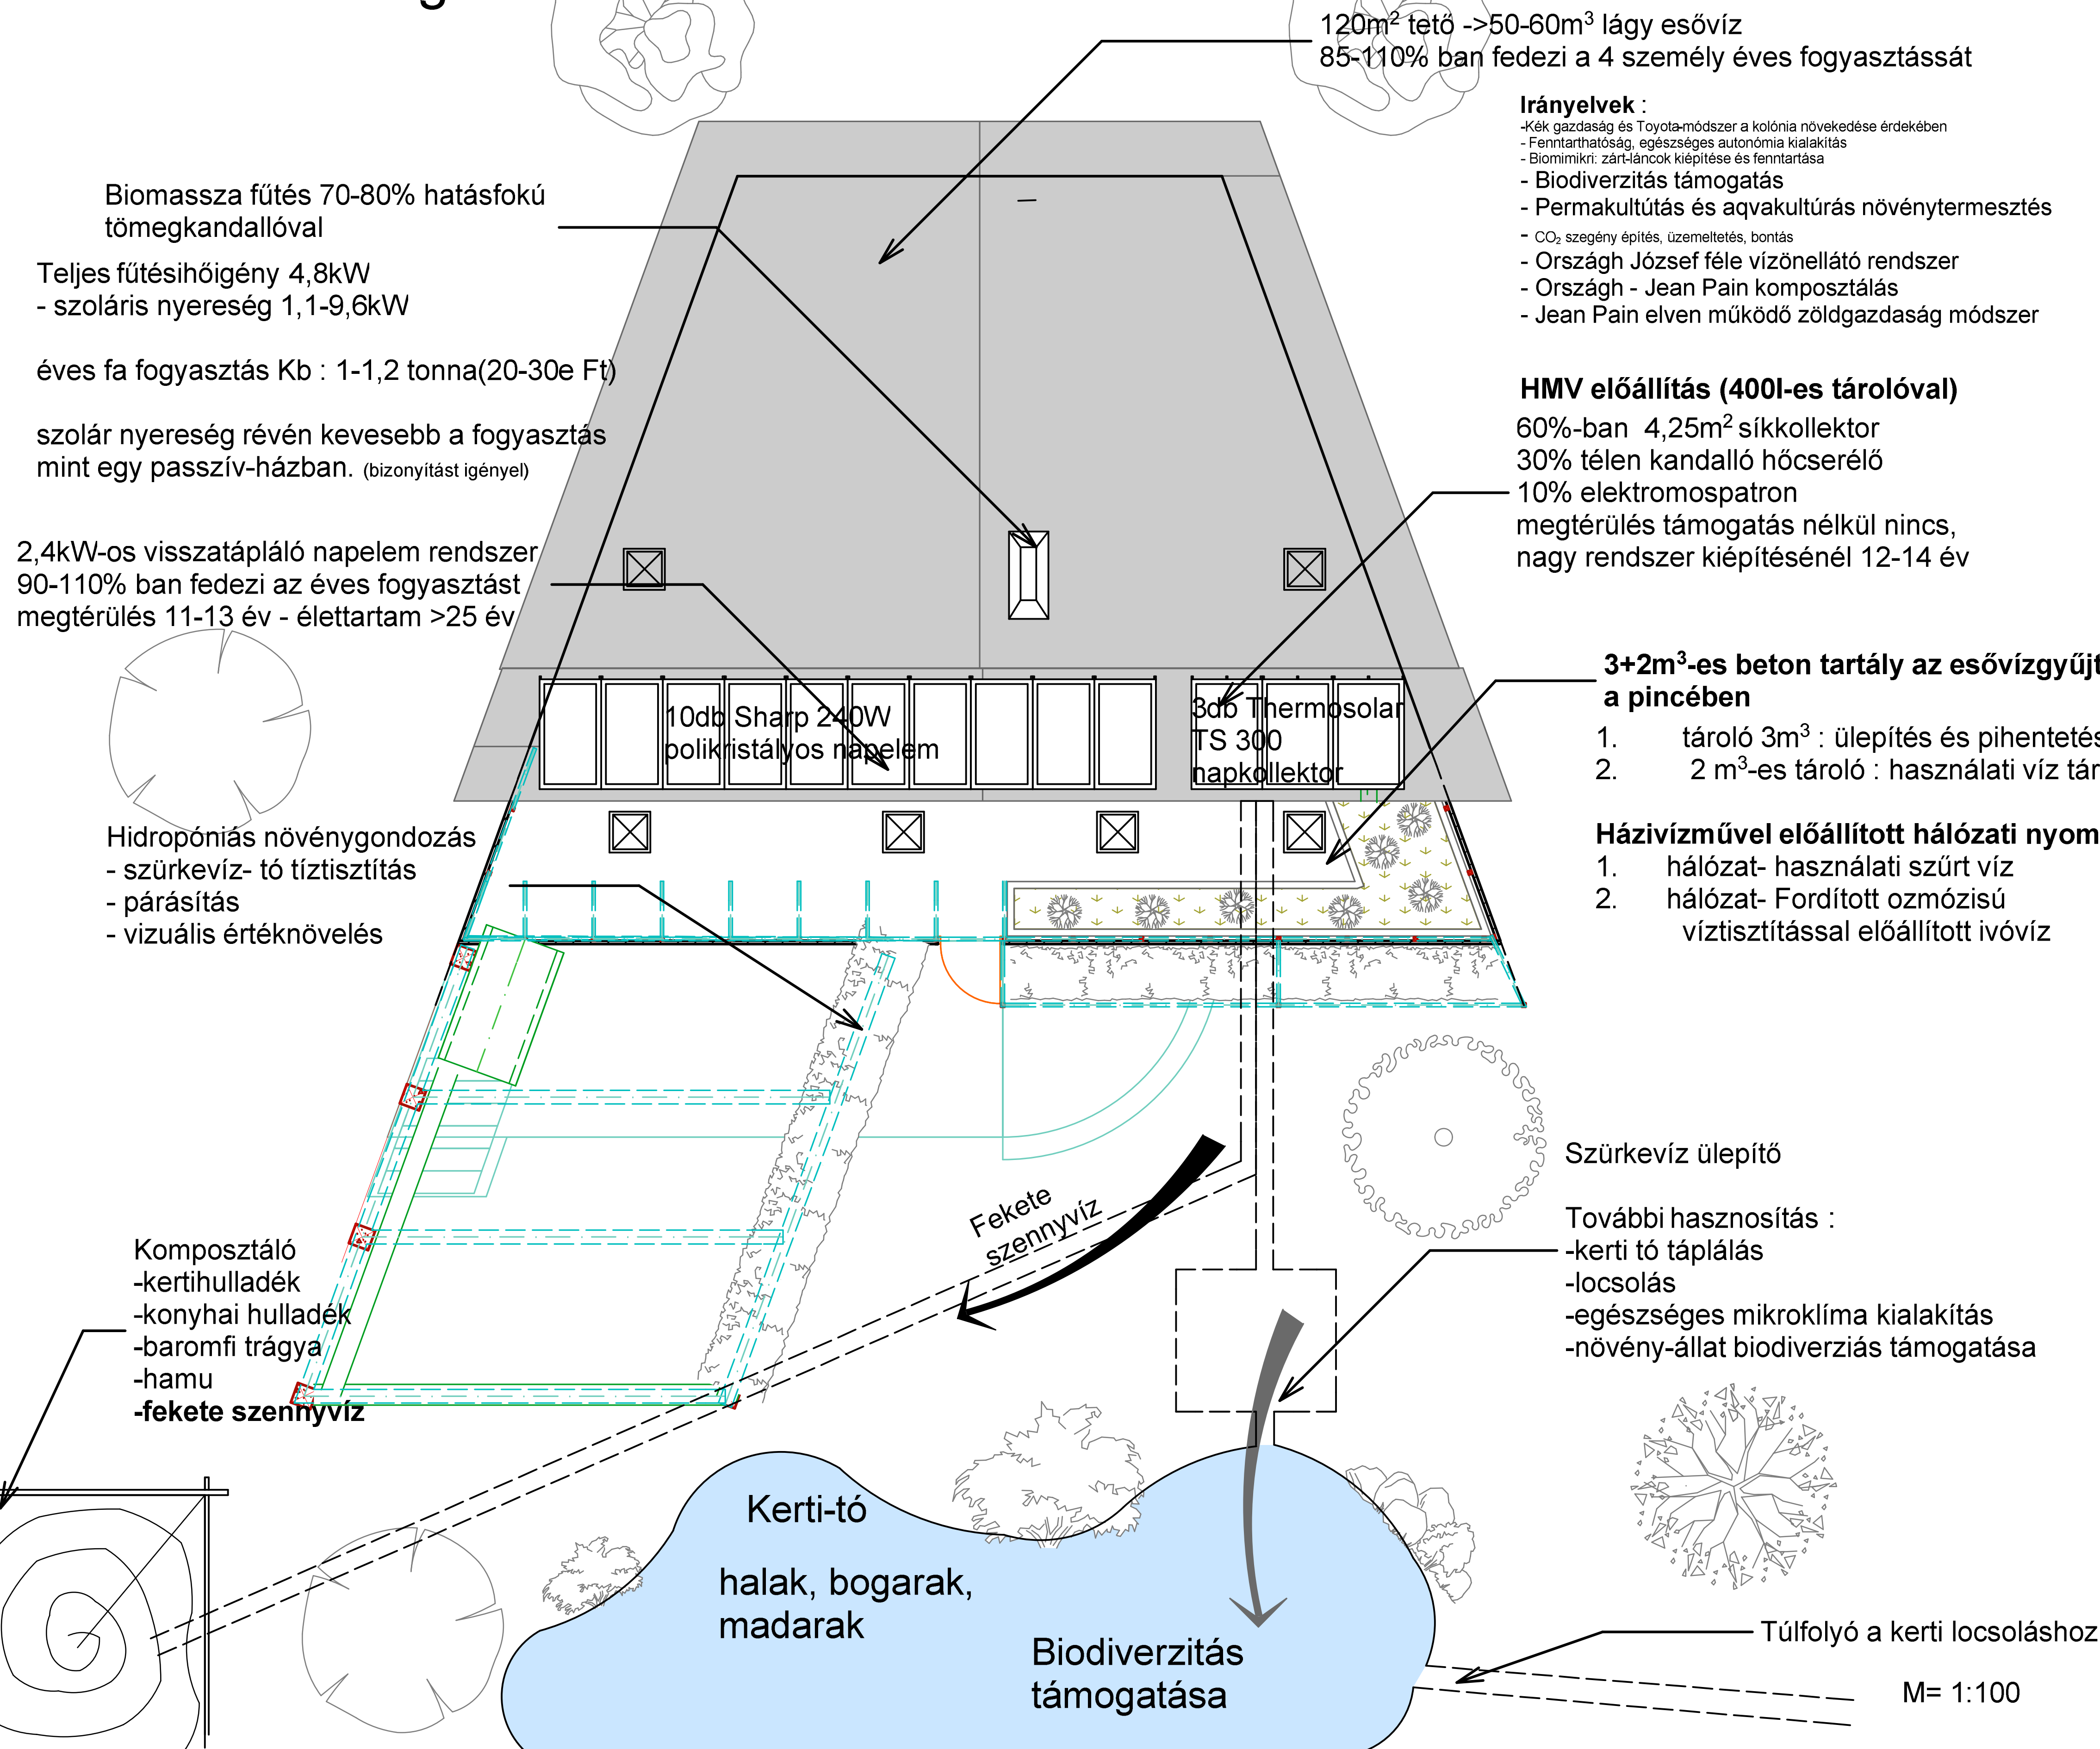 120m² tető ->50-60m³ lágy esővíz
85-110% ban fedezi a 4 személy éves fogyasztássát
Irányelvek :
-Kék gazdaság és Toyota-módszer a kolónia növekedése érdekében
- Fenntarthatóság, egészséges autonómia kialakítás
- Biomimikri: zárt-láncok kiépítése és fenntartása
- Biodiverzitás támogatás
- Permakultútás és aqvakultúrás növénytermesztés
- CO₂ szegény építés, üzemeltetés, bontás
- Országh József féle vízönellátó rendszer
- Országh - Jean Pain komposztálás
- Jean Pain elven működő zöldgazdaság módszer
Biomassza fűtés 70-80% hatásfokú
tömegkandallóval
Teljes fűtésihőigény 4,8kW
- szoláris nyereség 1,1-9,6kW
éves fa fogyasztás Kb : 1-1,2 tonna(20-30e Ft)
szolár nyereség révén kevesebb a fogyasztás
mint egy passzív-házban. (bizonyítást igényel)
HMV előállítás (400l-es tárolóval)
60%-ban 4,25m² síkkollektor
30% télen kandalló hőcserélő
10% elektromospatron
megtérülés támogatás nélkül nincs,
nagy rendszer kiépítésénél 12-14 év
2,4kW-os visszatápláló napelem rendszer
90-110% ban fedezi az éves fogyasztást
megtérülés 11-13 év - élettartam >25 év
10db Sharp 240W
polikristályos napelem
3db Thermosolar
TS 300
napkollektor
3+2m³-es beton tartály az esővízgyűjt
a pincében
1. tároló 3m³ : ülepítés és pihentetés
2. 2 m³-es tároló : használati víz tár
Házivízművel előállított hálózati nyom
1. hálózat- használati szűrt víz
2. hálózat- Fordított ozmózisú
víztisztítással előállított ivóvíz
Hidropóniás növénygondozás
- szürkevíz- tó tíztisztítás
- párásítás
- vizuális értéknövelés
Fekete
szennyvíz
Szürkevíz ülepítő
További hasznosítás :
-kerti tó táplálás
-locsolás
-egészséges mikroklíma kialakítás
-növény-állat biodiverziás támogatása
Komposztáló
-kertihulladék
-konyhai hulladék
-baromfi trágya
-hamu
-fekete szennyvíz
Kerti-tó
halak, bogarak,
madarak
Biodiverzitás
támogatása
Túlfolyó a kerti locsoláshoz
M= 1:100